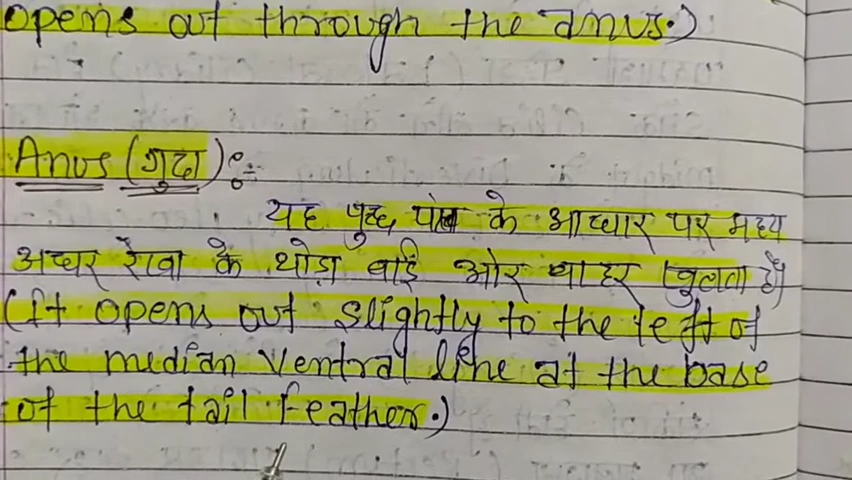 opens out through the anus.)
Anus (गुदा) :-
यह पुच्छ पंख के आधार पर मध्य
अधर रेखा के थोड़ा बाईं ओर बाहर खुलता है।
(It opens out slightly to the left of
the median ventral line at the base
of the tail feather.)